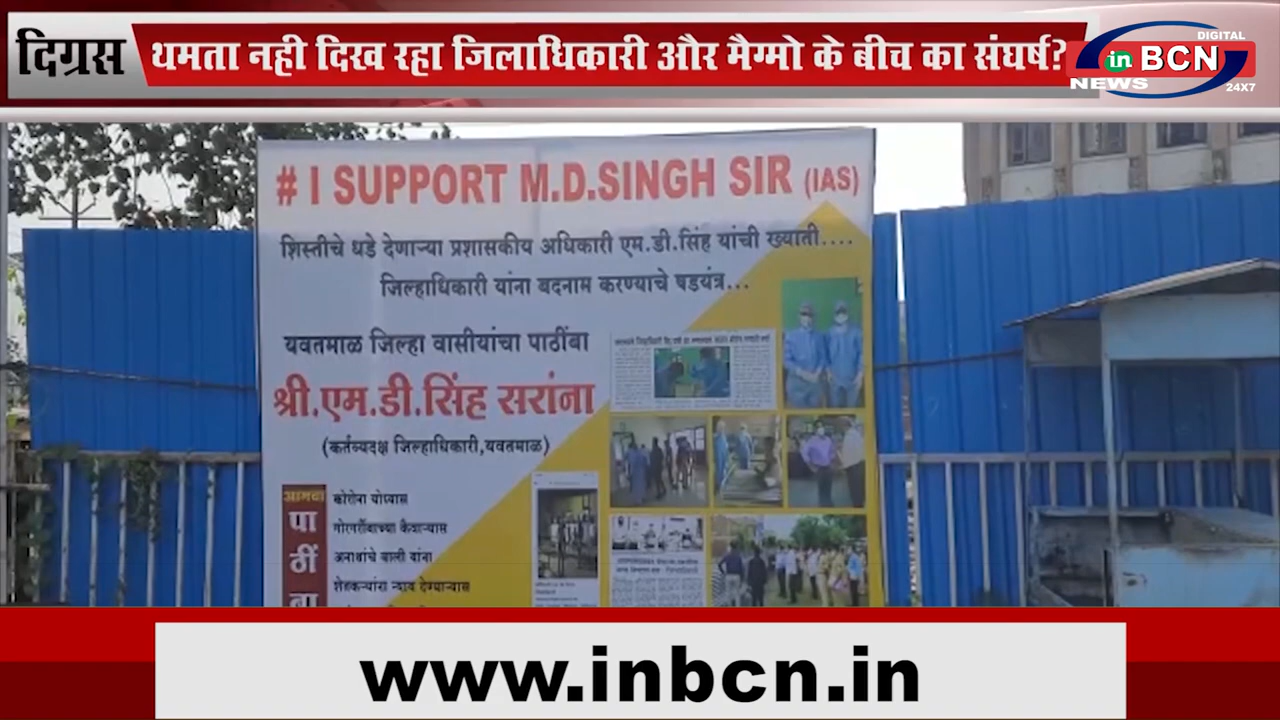 दिग्रस
थमता नही दिख रहा जिलाधिकारी और मैग्मो के बीच का संघर्ष?
DIGITAL
in BCN
NEWS
24X7
# I SUPPORT M.D.SINGH SIR (IAS)
शिस्तीचे धडे देणाऱ्या प्रशासकीय अधिकारी एम.डी.सिंह यांची ख्याती....
जिल्हाधिकारी यांना बदनाम करण्याचे षडयंत्र...
यवतमाळ जिल्हा वासीयांचा पाठींबा
श्री.एम.डी.सिंह सरांना
(कर्तव्यदक्ष जिल्हाधिकारी,यवतमाळ)
आमचा
पा
ठीं
बा
कोरोना योध्यास
गोरगरीबाच्या कैवाऱ्यास
अनाथांचे वाली यांना
शेतकऱ्यांरा न्याय देण्याऱ्यास
www.inbcn.in